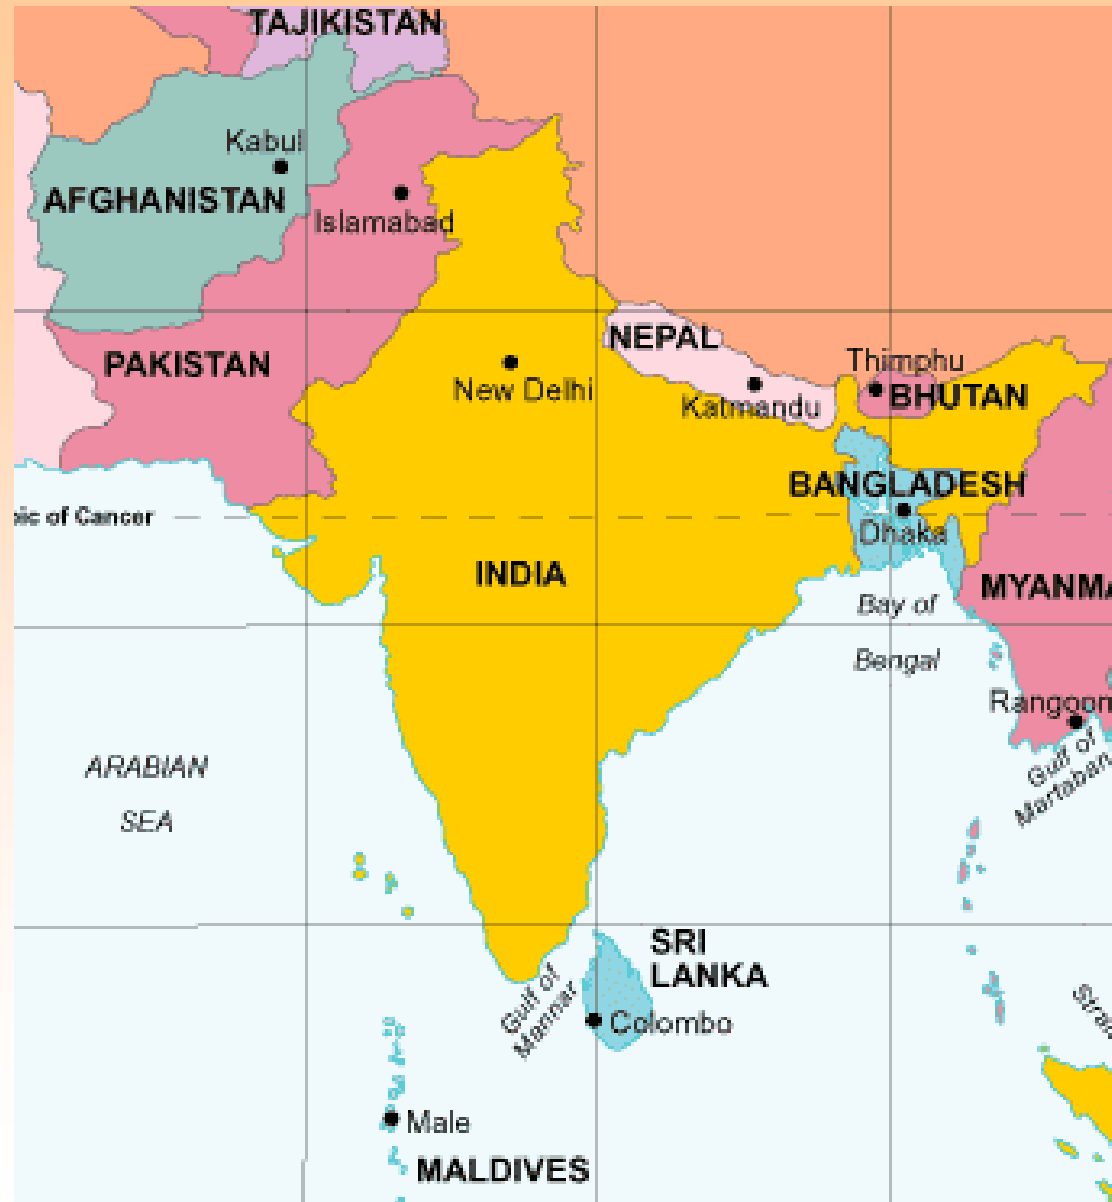 TAJIKISTAN
Kabul
AFGHANISTAN
Islamabad
NEPAL
PAKISTAN
New Delhi
Thimphu
BHUTAN
Katmandu
BANGLADESH
ic of Cancer
Dhaka
INDIA
MYANMA
Bay of
Bengal
Rangoon
Gulf of
Martaban
ARABIAN
SEA
SRI
LANKA
Gulf of
Mannar
Colombo
Strai
Male
MALDIVES